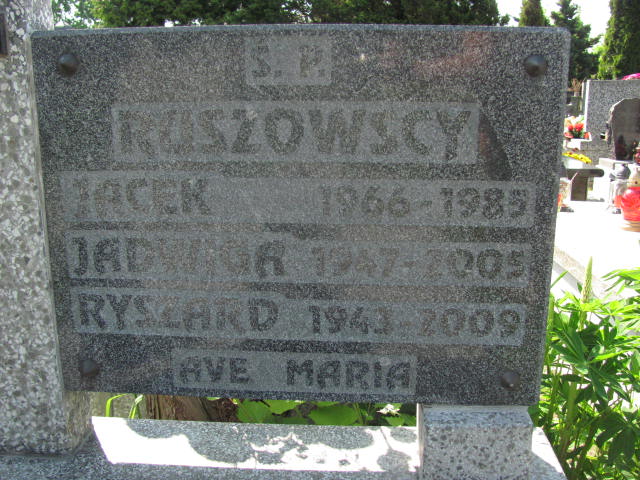 Ś. P.
RUSZOWSCY
JACEK 1966-1985
JADWIGA 1947-2005
RYSZARD 1943-2009
AVE MARIA